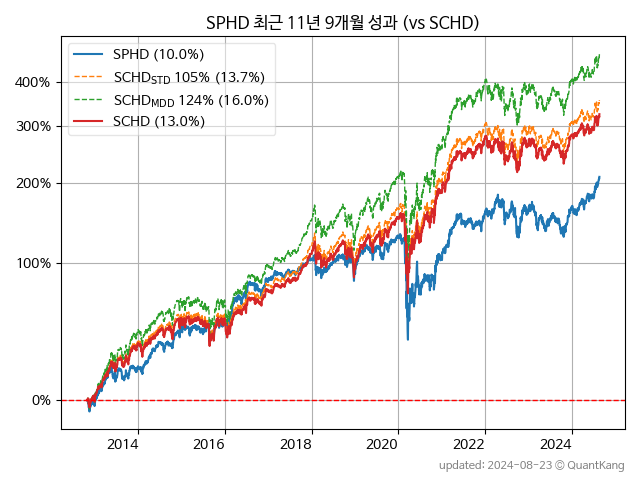 SPHD 최근 11년 9개월 성과 (vs SCHD)
SPHD (10.0%)
SCHD_STD 105% (13.7%)
SCHD_MDD 124% (16.0%)
SCHD (13.0%)
400%
300%
200%
100%
0%
2014 2016 2018 2020 2022 2024
updated: 2024-08-23 © QuantKang